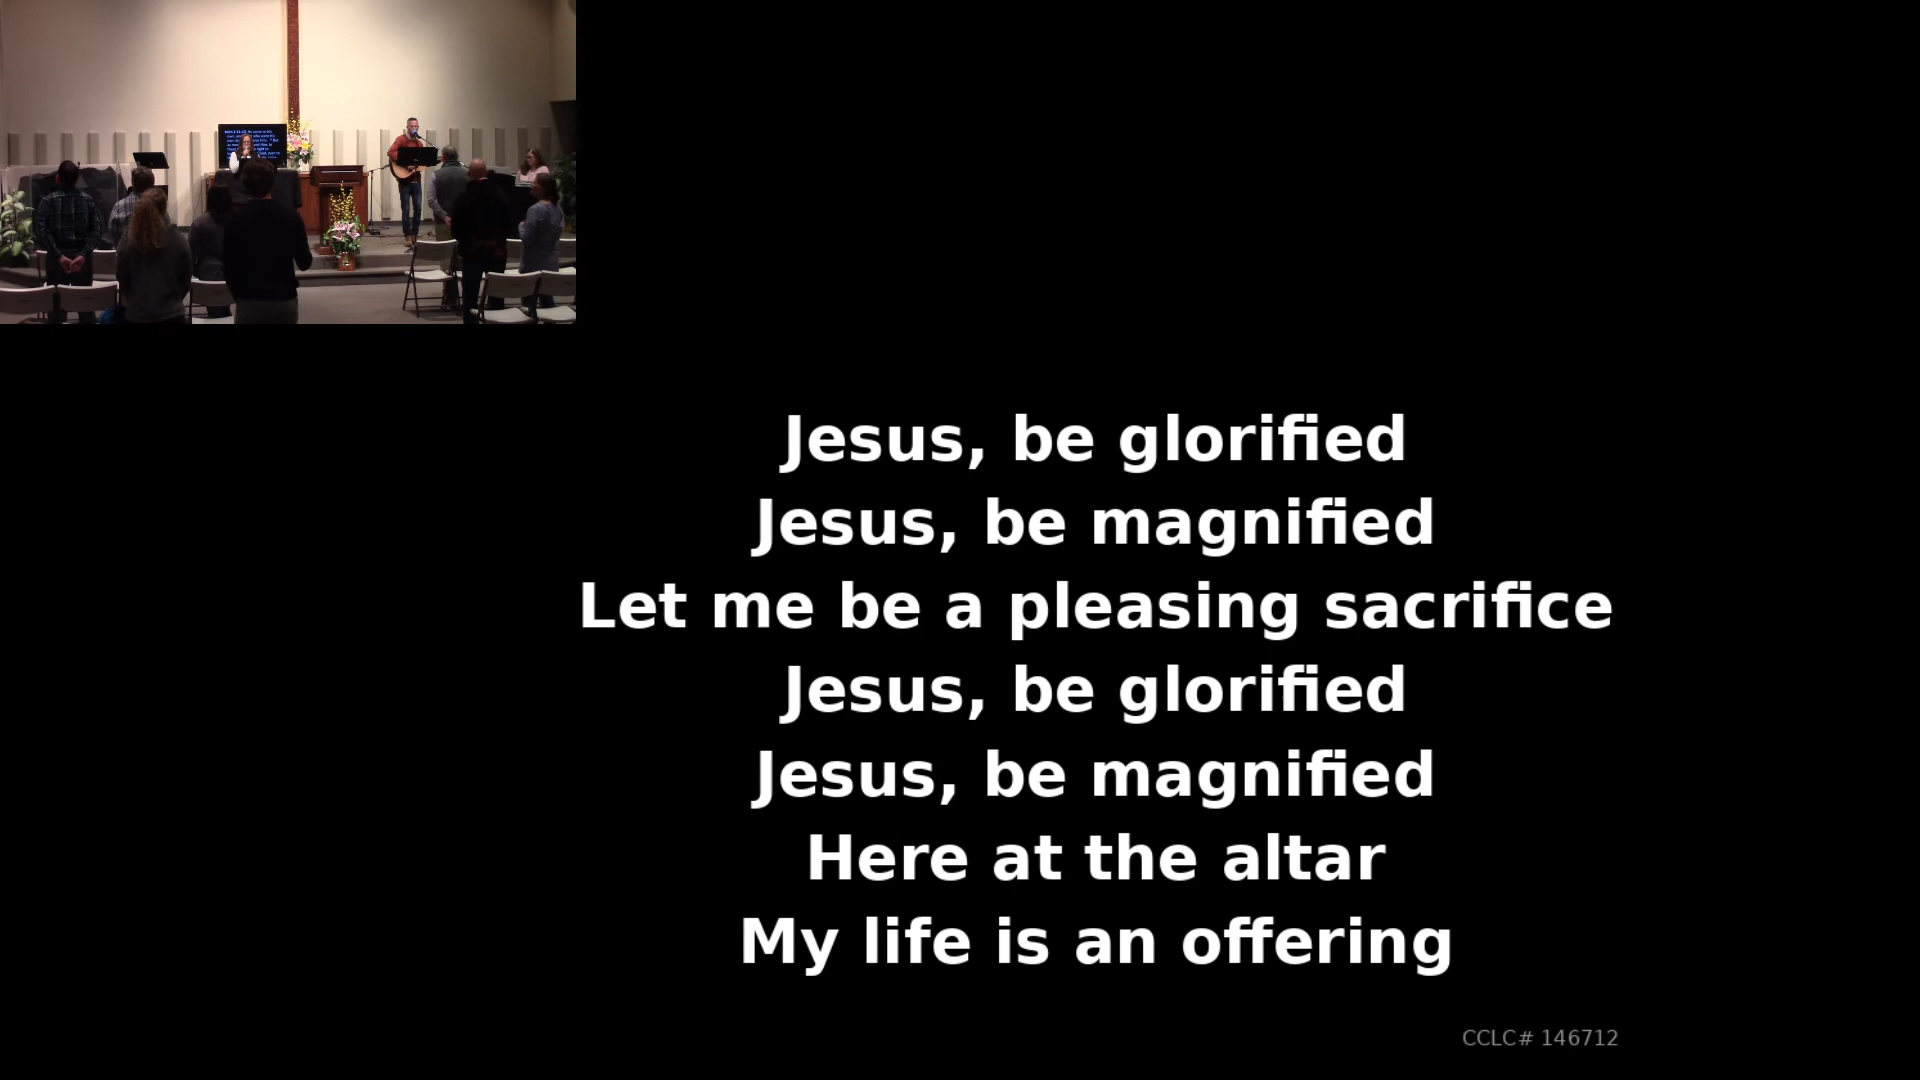 Jesus, be glorified
Jesus, be magnified
Let me be a pleasing sacrifice
Jesus, be glorified
Jesus, be magnified
Here at the altar
My life is an offering
CCLC# 146712